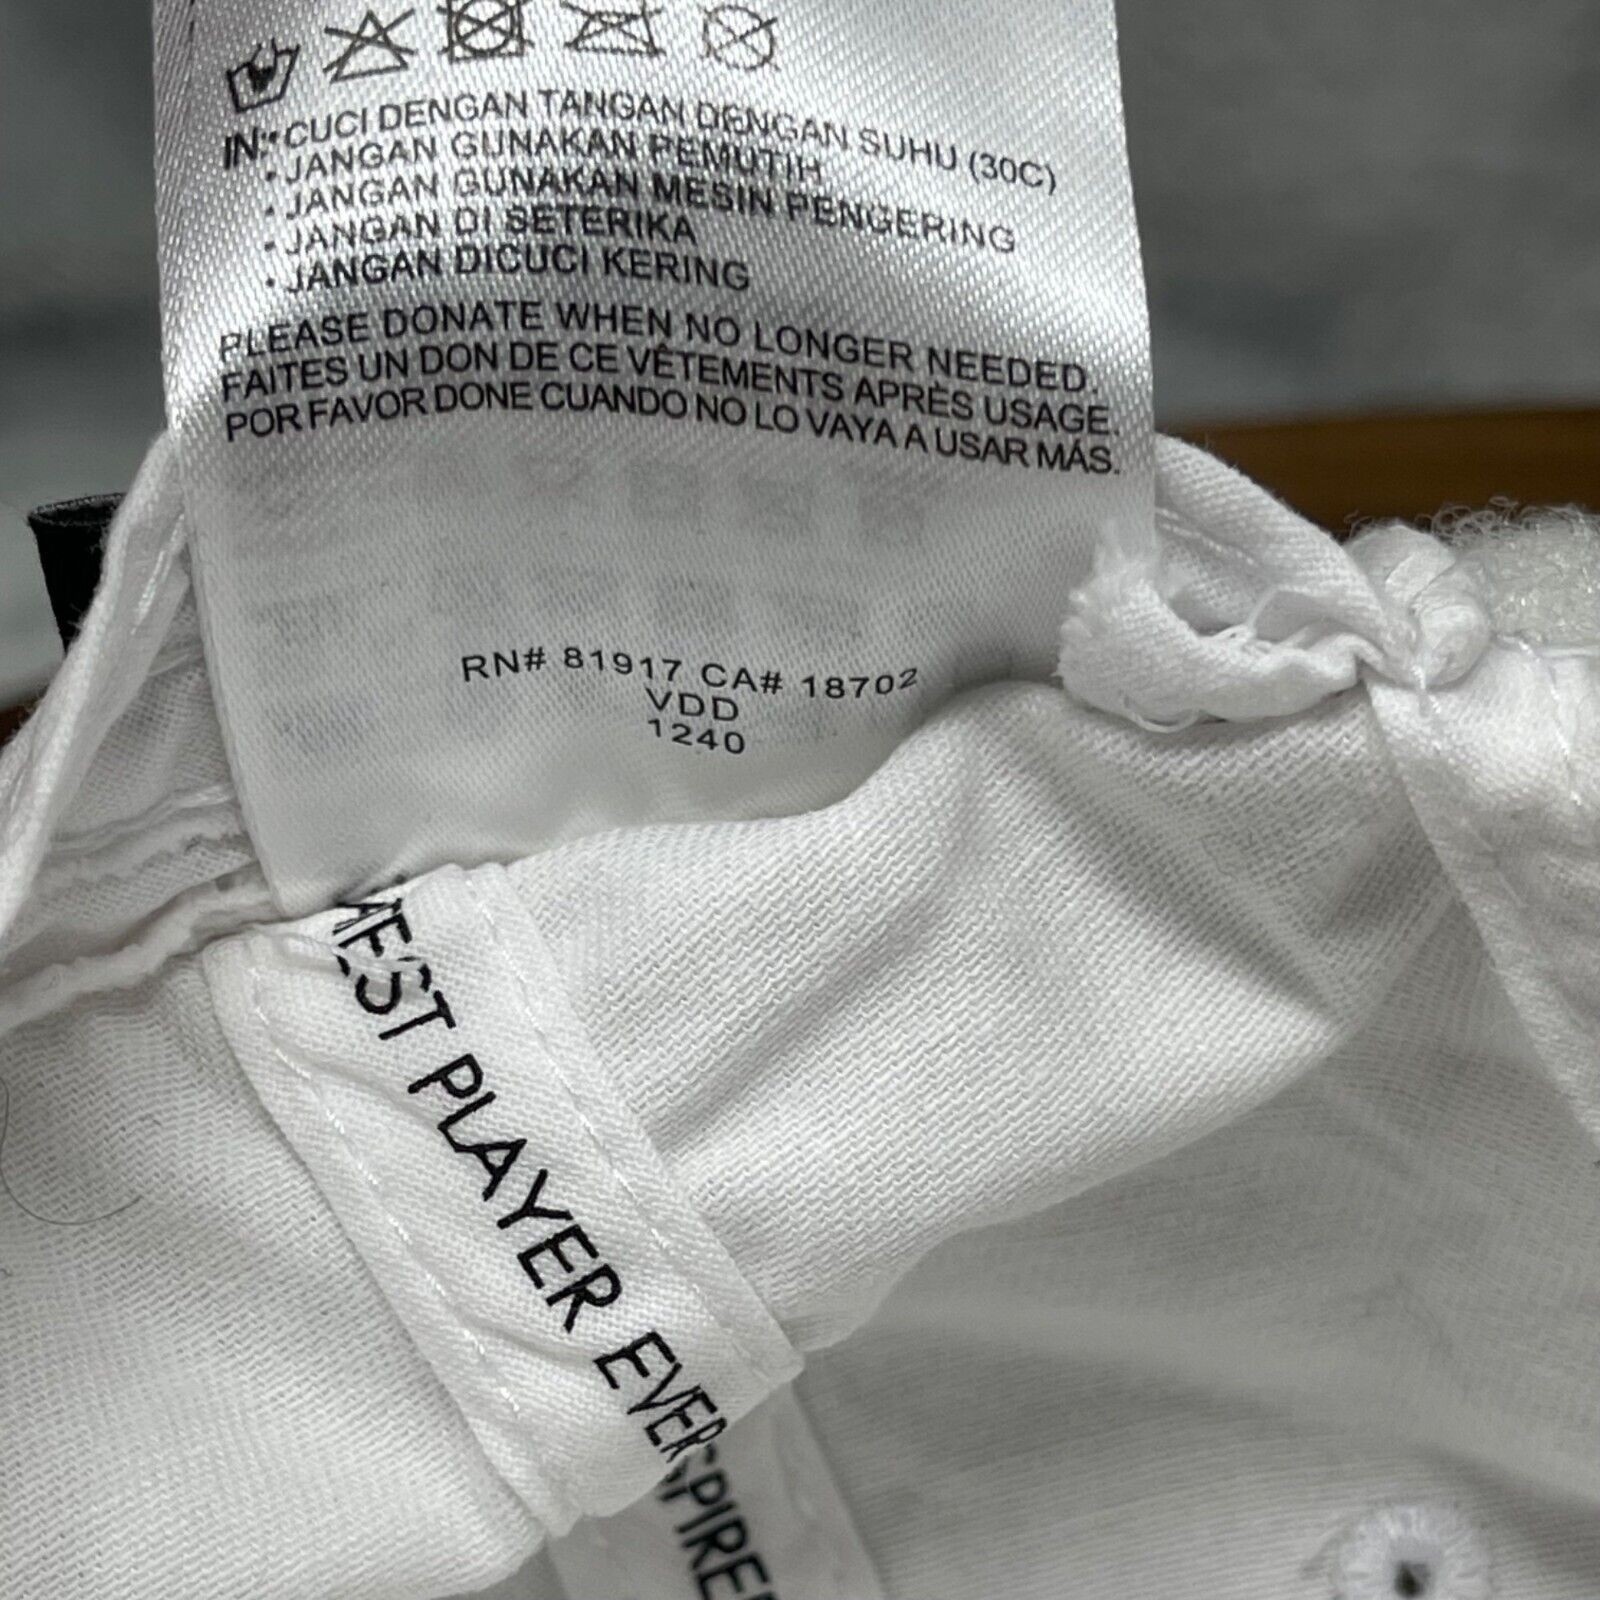 IN:•CUCI DENGAN TANGAN DENGAN SUHU (30C)
•JANGAN GUNAKAN PEMUTIH
•JANGAN GUNAKAN MESIN PENGERING
•JANGAN DI SETERIKA
•JANGAN DICUCI KERING
PLEASE DONATE WHEN NO LONGER NEEDED.
FAITES UN DON DE CE VÊTEMENTS APRÈS USAGE.
POR FAVOR DONE CUANDO NO LO VAYA A USAR MÁS.
RN# 81917 CA# 18702
VDD
1240
PLAYER EVER